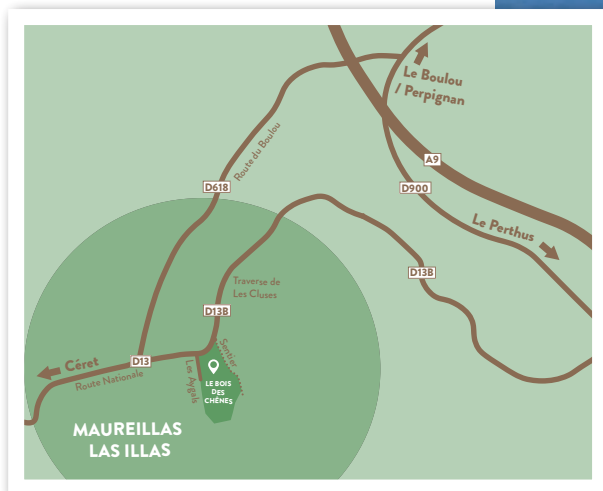 Le Boulou
/ Perpignan
Route du Boulou
A9
D618
D900
Le Perthus
D13B
Traverse de
Les Cluses
D13B
Sentier
D13
Céret
Route Nationale
Les Aygols
LE BOIS
DES
CHÊNES
MAUREILLAS
LAS ILLAS